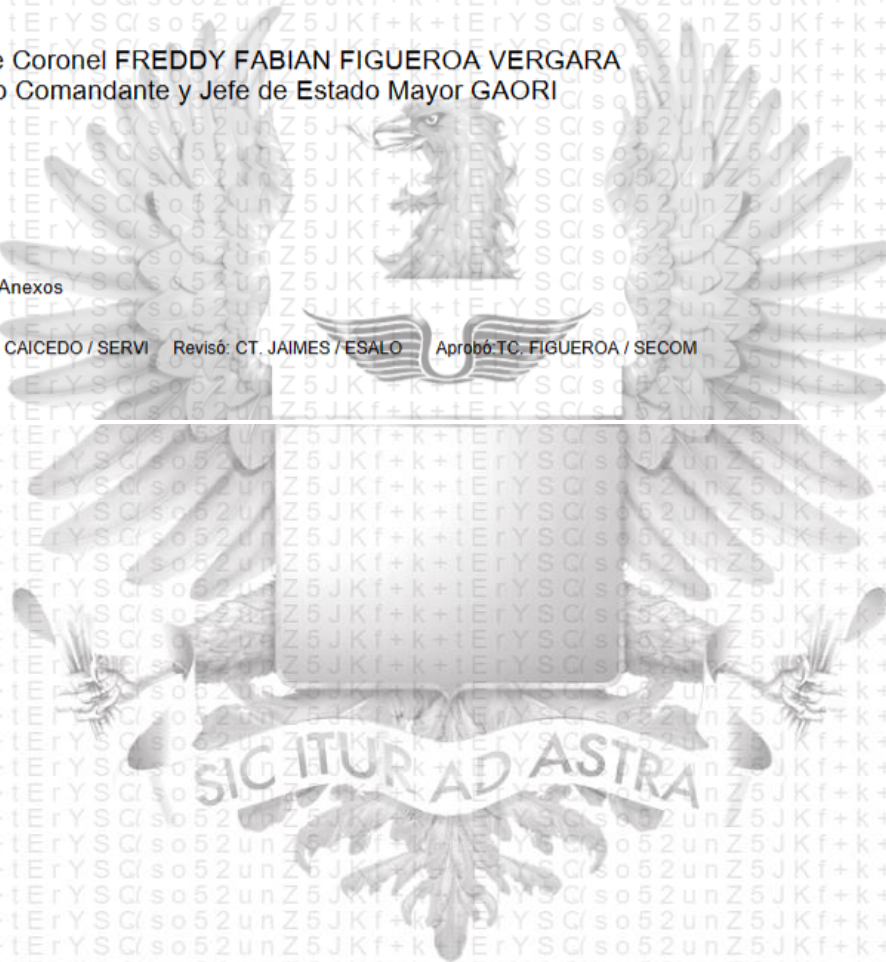 e Coronel FREDDY FABIAN FIGUEROA VERGARA
o Comandante y Jefe de Estado Mayor GAORI
Anexos
CAICEDO / SERVI Revisó: CT. JAIMES / ESALO Aprobó:TC. FIGUEROA / SECOM
SIC ITUR AD ASTRA